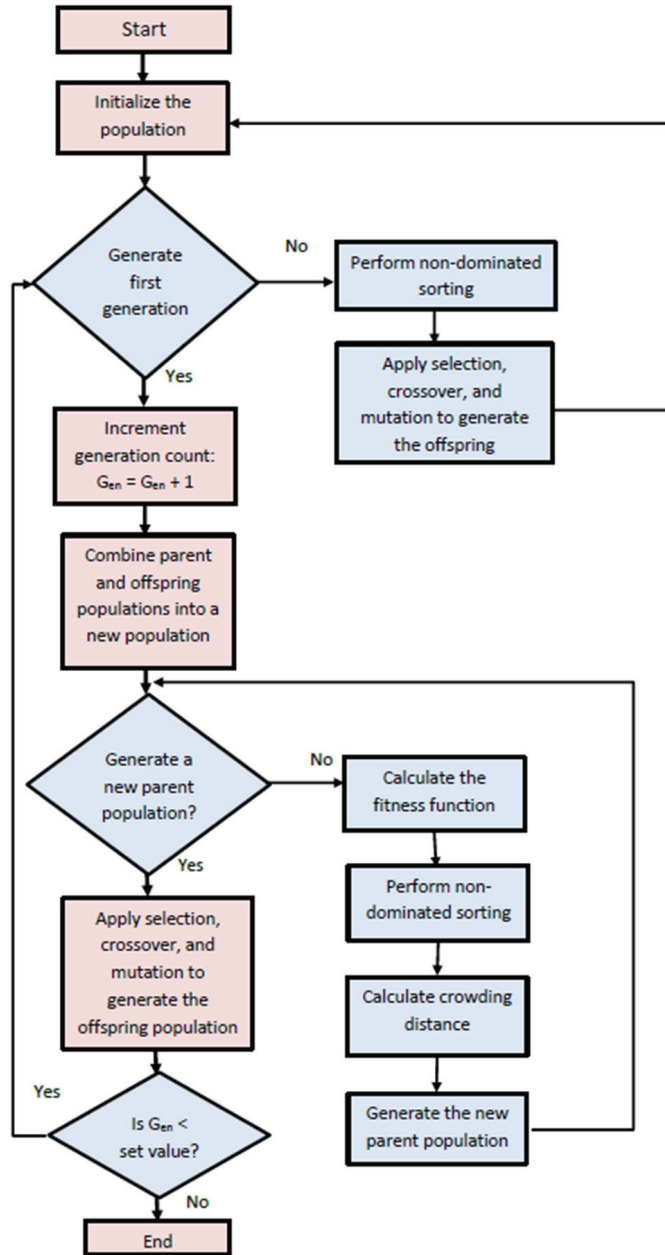 Start
Initialize the
population
Generate
first
generation
No
Perform non-dominated
sorting
Apply selection,
crossover, and
mutation to generate
the offspring
Yes
Increment
generation count:
Gₑₙ = Gₑₙ + 1
Combine parent
and offspring
populations into a
new population
Generate a
new parent
population?
No
Calculate the
fitness function
Perform non-
dominated sorting
Calculate crowding
distance
Generate the new
parent population
Yes
Apply selection,
crossover, and
mutation to
generate the
offspring population
Yes
Is Gₑₙ <
set value?
No
End